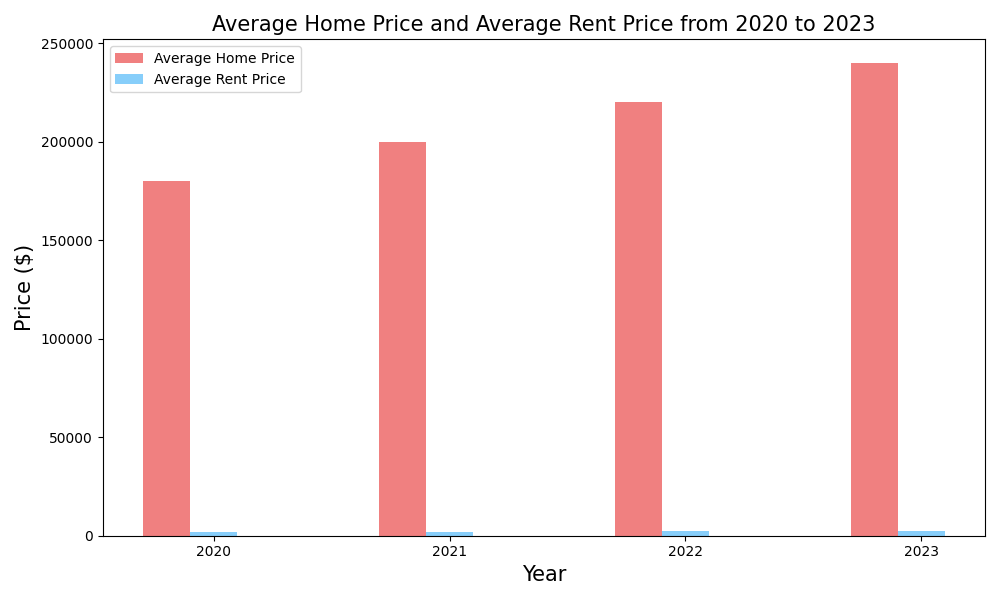 Average Home Price and Average Rent Price from 2020 to 2023
Average Home Price
Average Rent Price
250000
200000
150000
100000
50000
0
Price ($)
2020 2021 2022 2023
Year